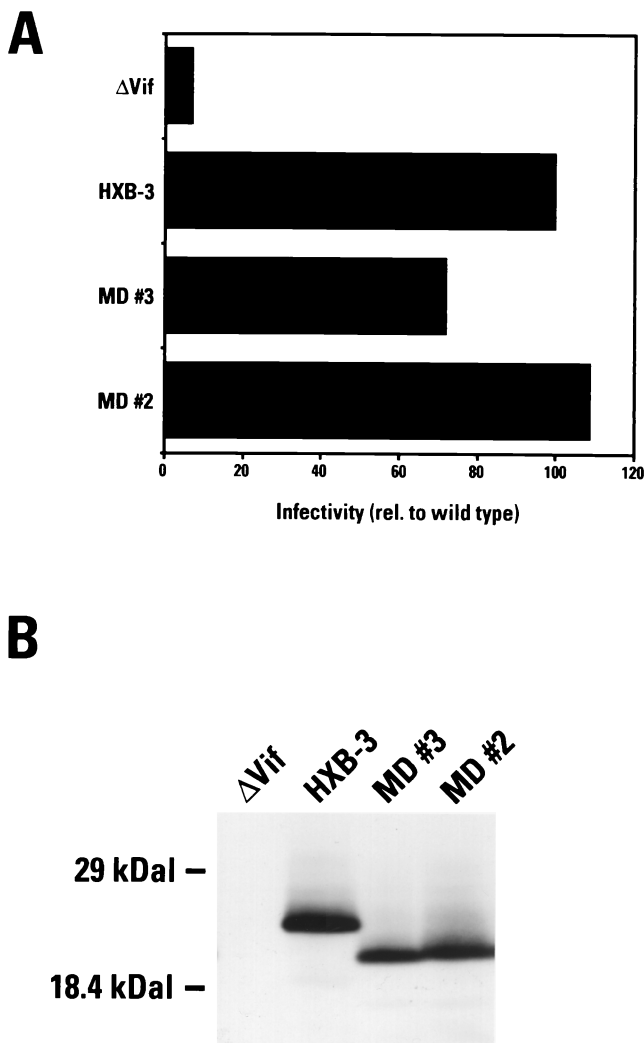 A
ΔVif
HXB-3
MD #3
MD #2
0 20 40 60 80 100 120
Infectivity (rel. to wild type)
B
ΔVif HXB-3 MD #3 MD #2
29 kDal –
18.4 kDal –